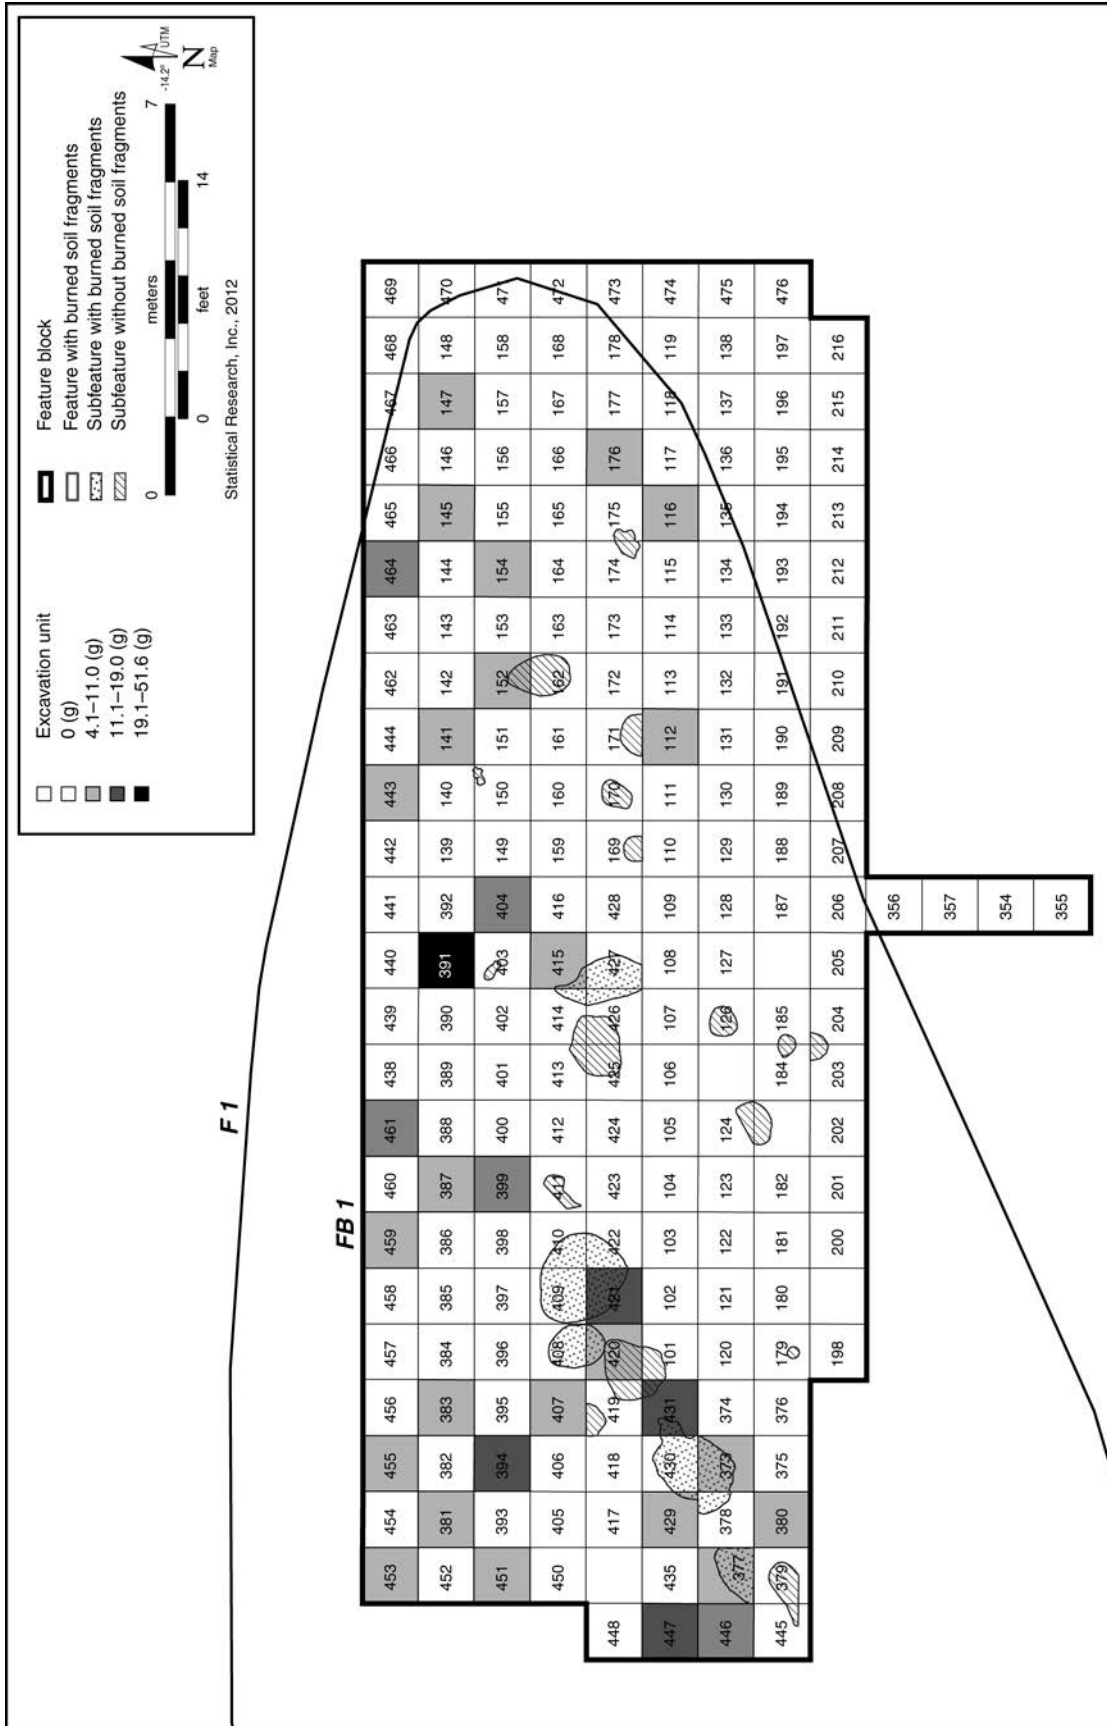 Excavation unit
0 (g)
4.1–11.0 (g)
11.1–19.0 (g)
19.1–51.6 (g)
Feature block
Feature with burned soil fragments
Subfeature with burned soil fragments
Subfeature without burned soil fragments
0 meters 7
0 feet 14
Statistical Research, Inc., 2012
-14.2° UTM
N
Map
F 1
FB 1
453 454 455 456 457 458 459 460 461 438 439 440 441 442 443 444 462 463 464 465 466 467 468 469
452 381 382 383 384 385 386 387 388 389 390 391 392 139 140 141 142 143 144 145 146 147 148 470
451 393 394 395 396 397 398 399 400 401 402 403 404 149 150 151 152 153 154 155 156 157 158 471
450 405 406 407 408 409 410 411 412 413 414 415 416 159 160 161 162 163 164 165 166 167 168 472
448 417 418 419 420 421 422 423 424 425 426 427 428 169 170 171 172 173 174 175 176 177 178 473
447 435 429 430 431 101 102 103 104 105 106 107 108 109 110 111 112 113 114 115 116 117 118 119 474
446 377 378 373 374 120 121 122 123 124 126 127 128 129 130 131 132 133 134 135 136 137 138 475
445 379 380 375 376 179 180 181 182 184 185 187 188 189 190 191 192 193 194 195 196 197 476
198 200 201 202 203 204 205 206 207 208 209 210 211 212 213 214 215 216
356
357
354
355